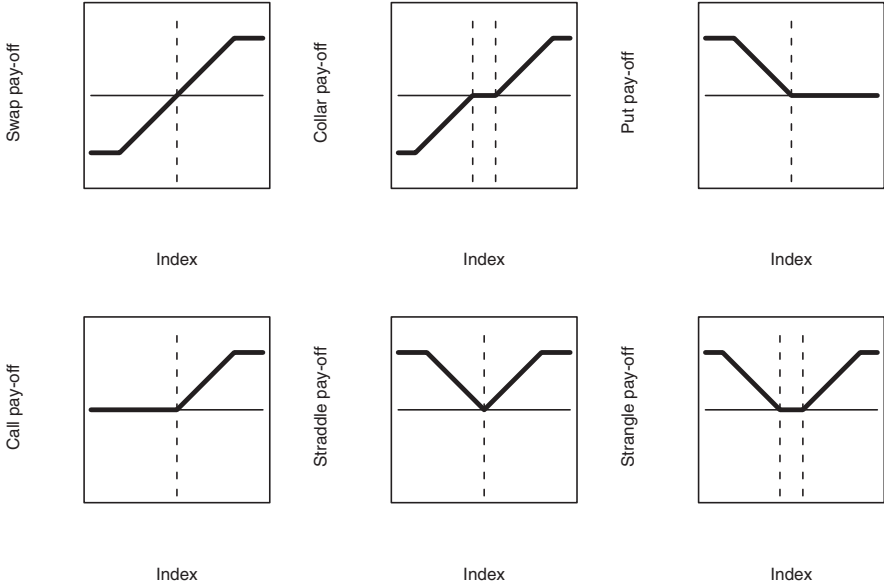 Swap pay-off
Index
Collar pay-off
Index
Put pay-off
Index
Call pay-off
Index
Straddle pay-off
Index
Strangle pay-off
Index